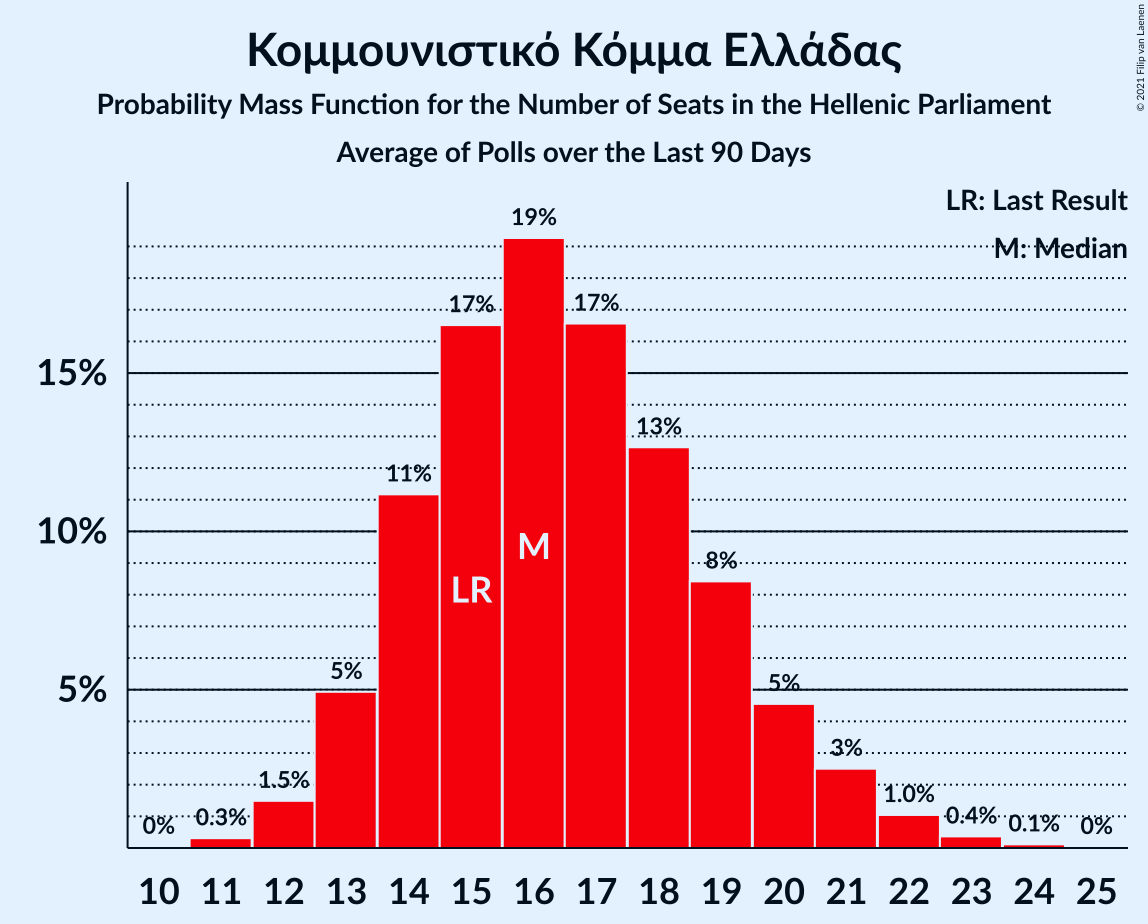 Κομμουνιστικό Κόμμα Ελλάδας
Probability Mass Function for the Number of Seats in the Hellenic Parliament
Average of Polls over the Last 90 Days
© 2021 Filip van Laenen
LR: Last Result
M: Median
15%
10%
5%
0%
0.3%
1.5%
5%
11%
17%
19%
17%
13%
8%
5%
3%
1.0%
0.4%
0.1%
0%
LR
M
10 11 12 13 14 15 16 17 18 19 20 21 22 23 24 25